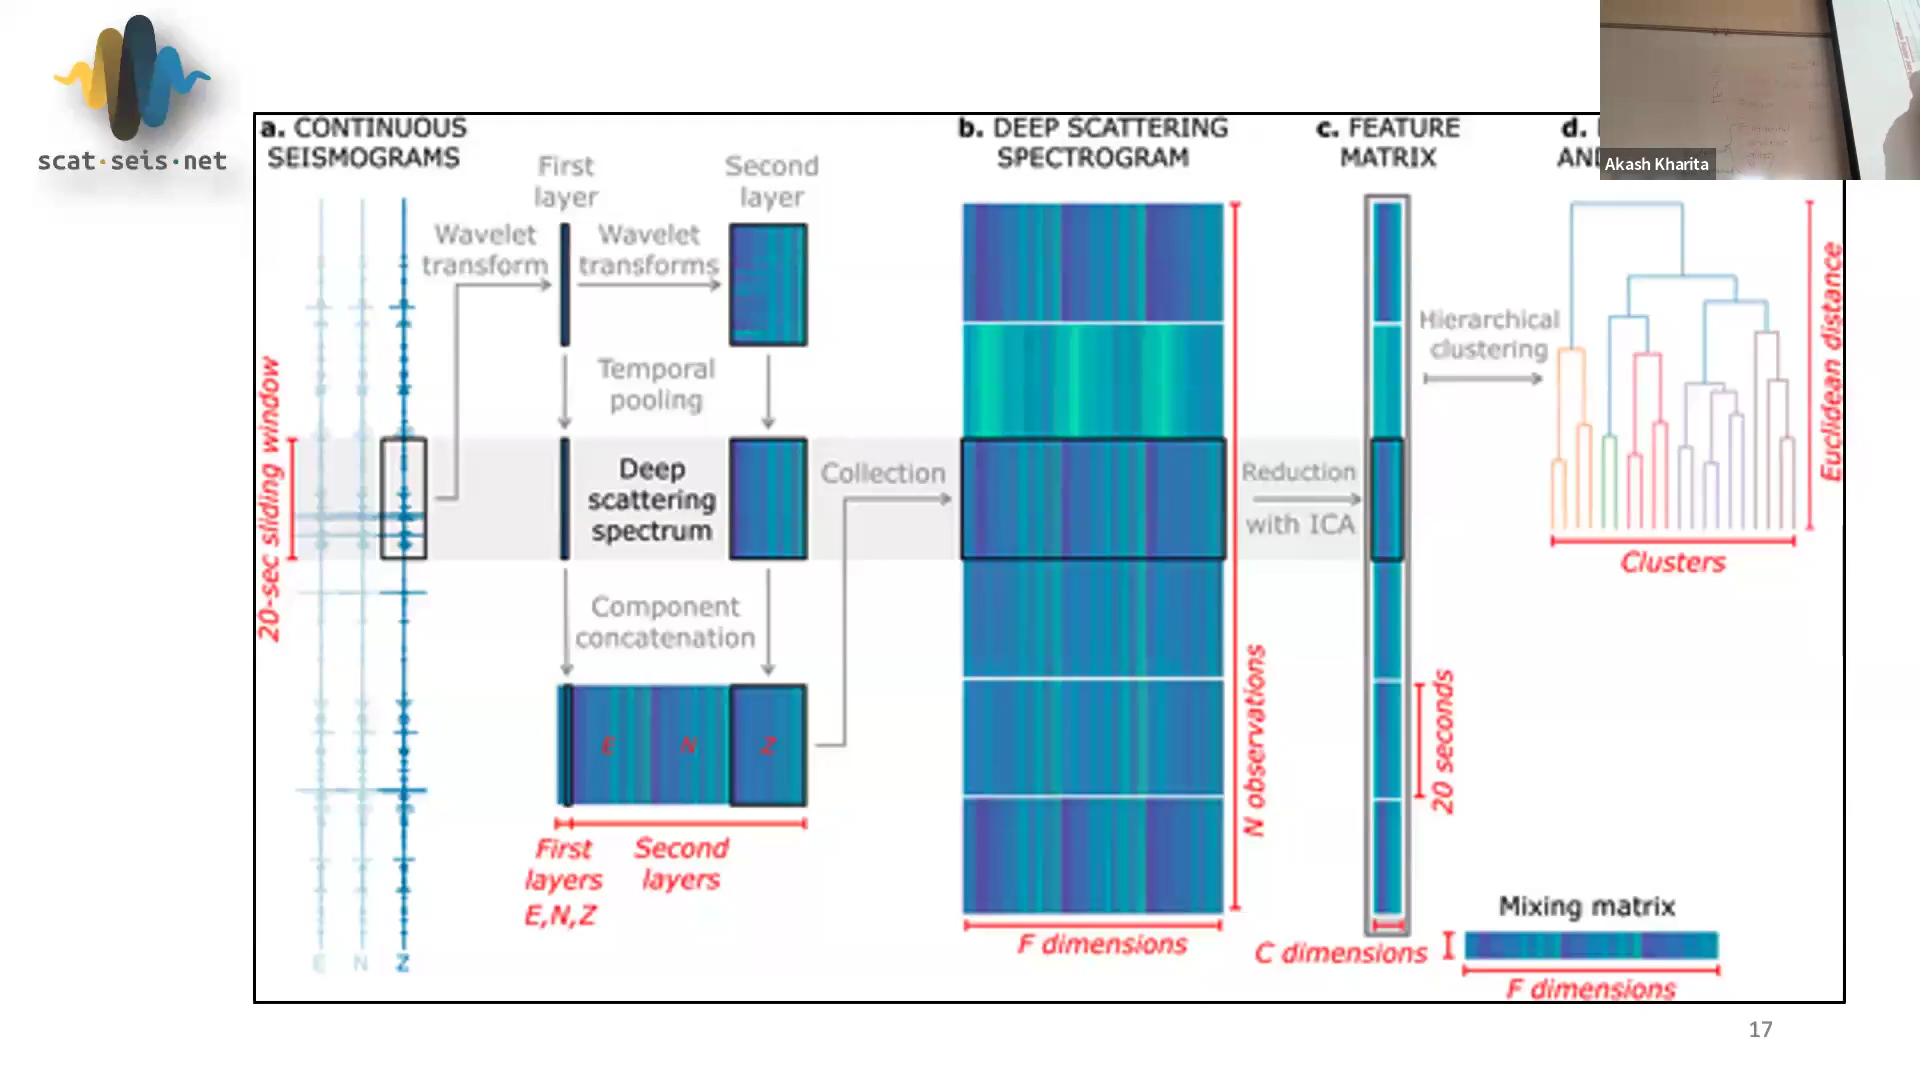 scat·seis·net
a. CONTINUOUS
SEISMOGRAMS
First
layer
Second
layer
Wavelet
transform
Wavelet
transforms
Temporal
pooling
20-sec sliding window
Deep
scattering
spectrum
Component
concatenation
E
N
Z
First
layers
E,N,Z
Second
layers
E
N
Z
Collection
b. DEEP SCATTERING
SPECTROGRAM
N observations
F dimensions
Reduction
with ICA
c. FEATURE
MATRIX
20 seconds
C dimensions
Hierarchical
clustering
d.
Euclidean distance
Clusters
Mixing matrix
F dimensions
Akash Kharita
17